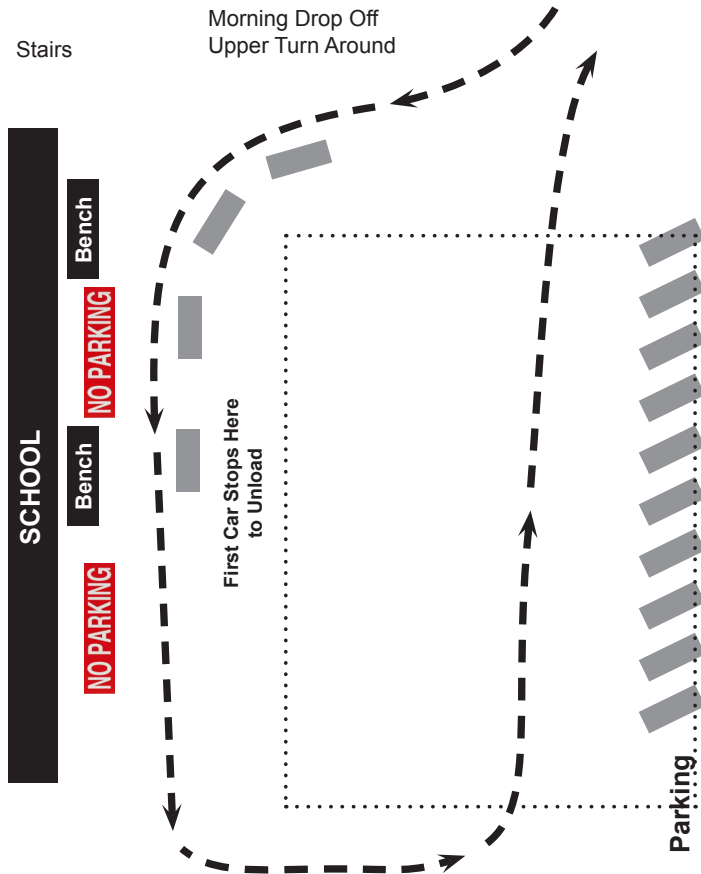 Morning Drop Off
Upper Turn Around
Stairs
SCHOOL
Bench
NO PARKING
Bench
NO PARKING
First Car Stops Here
to Unload
Parking